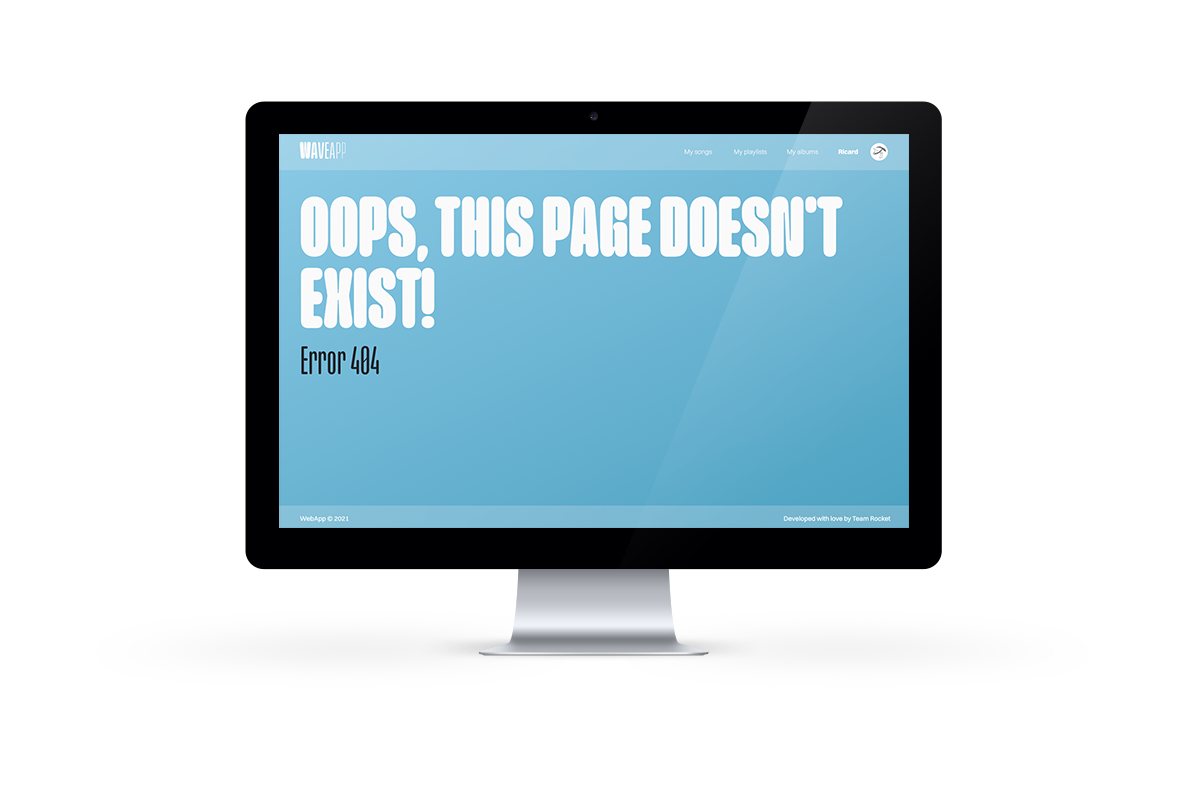 WAVEAPP
My songs My playlists My albums Ricard
OOPS, THIS PAGE DOESN'T
EXIST!
Error 404
WebApp © 2021 Developed with love by Team Rocket